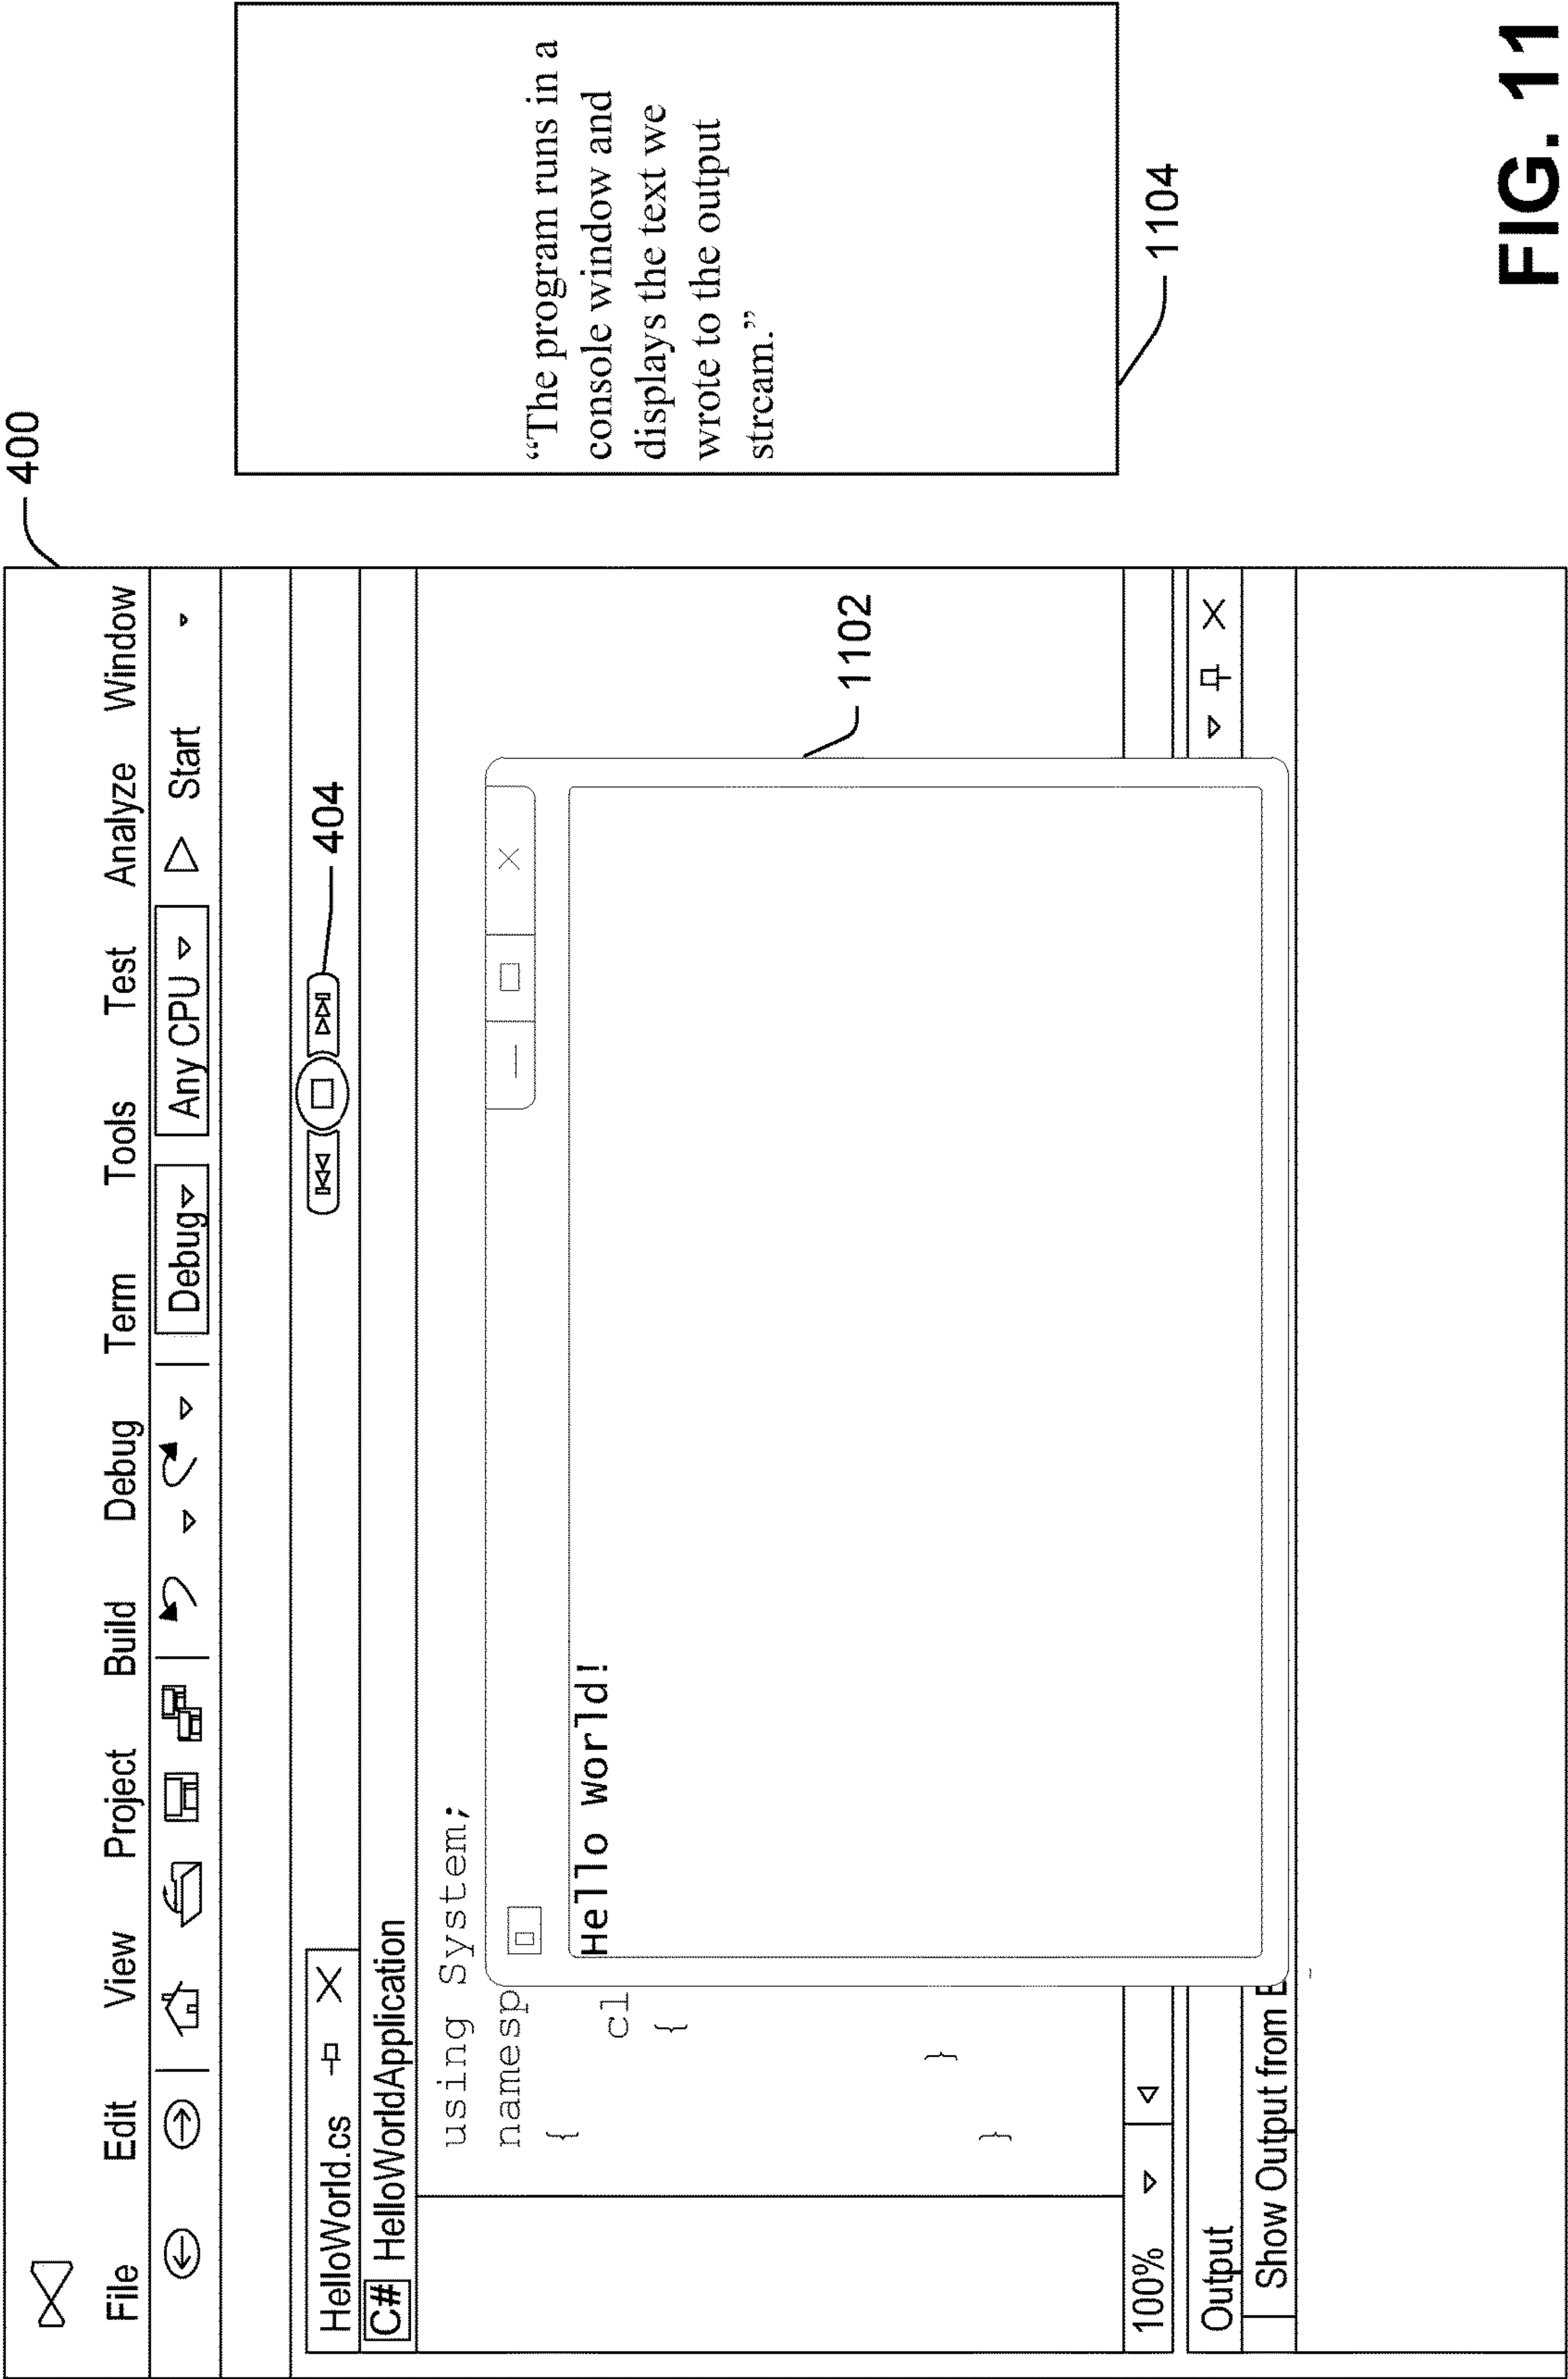 400
File Edit View Project Build Debug Term Tools Test Analyze Window
Debug Any CPU Start
HelloWorld.cs
404
C# HelloWorldApplication
using System;
namesp
{
cl
{
}
}
Hello World!
1102
100%
Output
Show Output from
“The program runs in a
console window and
displays the text we
wrote to the output
stream.”
1104
FIG. 11